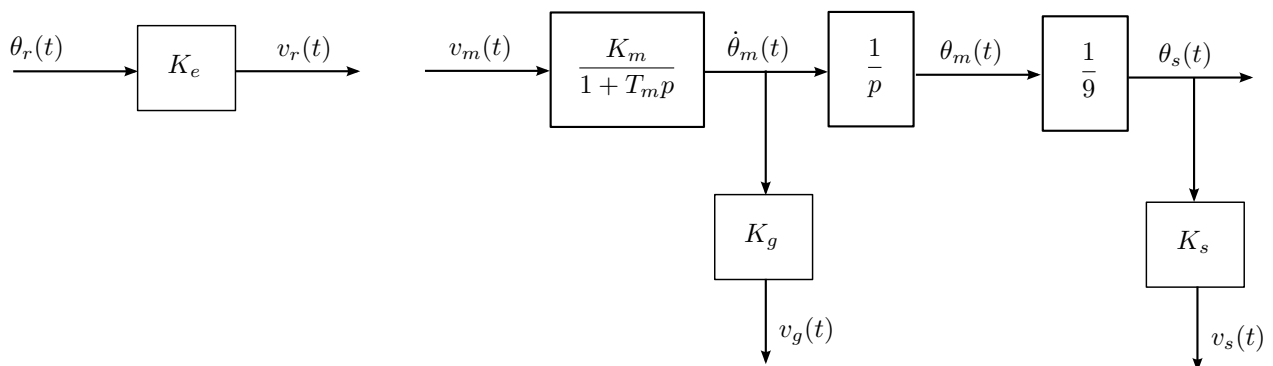 θ_r(t)
K_e
v_r(t)
v_m(t)
K_m
1 + T_m p
θ̇_m(t)
1
p
θ_m(t)
1
9
θ_s(t)
K_g
K_s
v_g(t)
v_s(t)